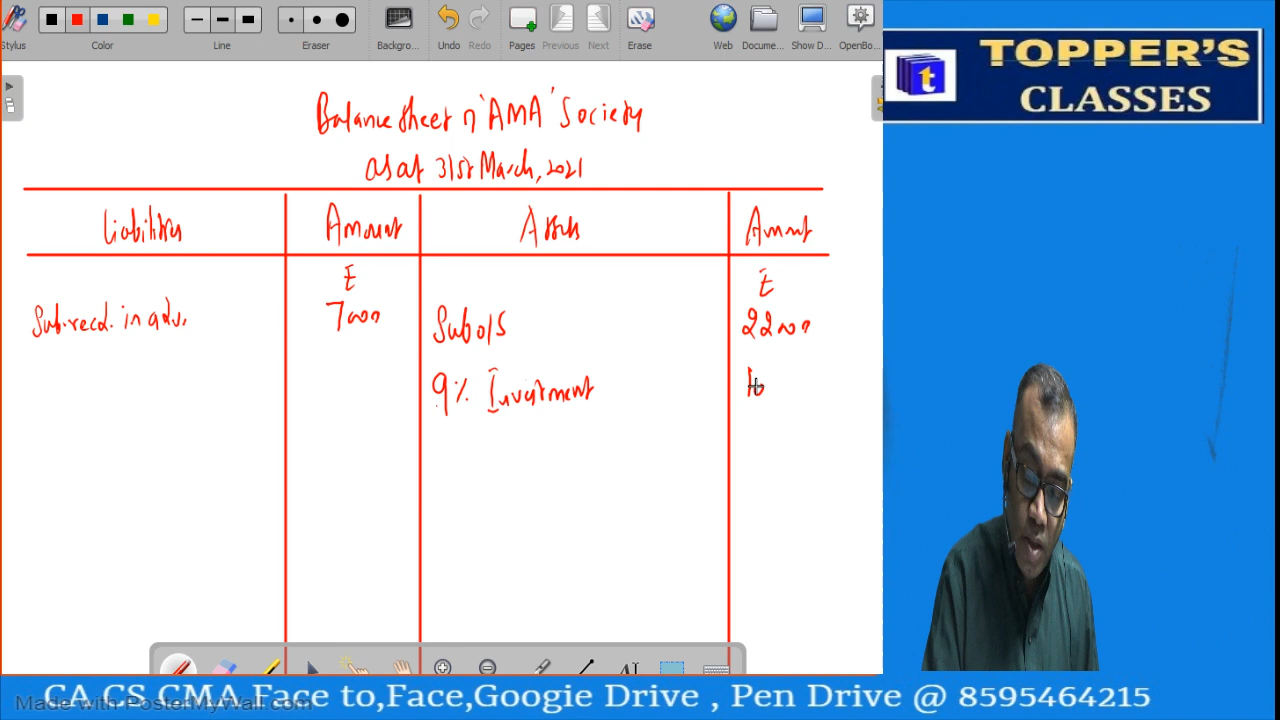 Stylus
Color
Line
Eraser
Backgro...
Undo
Redo
Pages
Previous
Next
Erase
Web
Docume...
Show D...
OpenBo...
TOPPER'S
CLASSES
t
Balance sheet of 'AMA' Society
as at 31st March, 2021
Liabilities Amount Assets Amount
₹ ₹
Sub. recd. in adv. 7000 Sub o/s 22000
9% Investment 10
CA,CS,CMA Face to,Face,Google Drive , Pen Drive @ 8595464215
Made with PosterMyWall.com